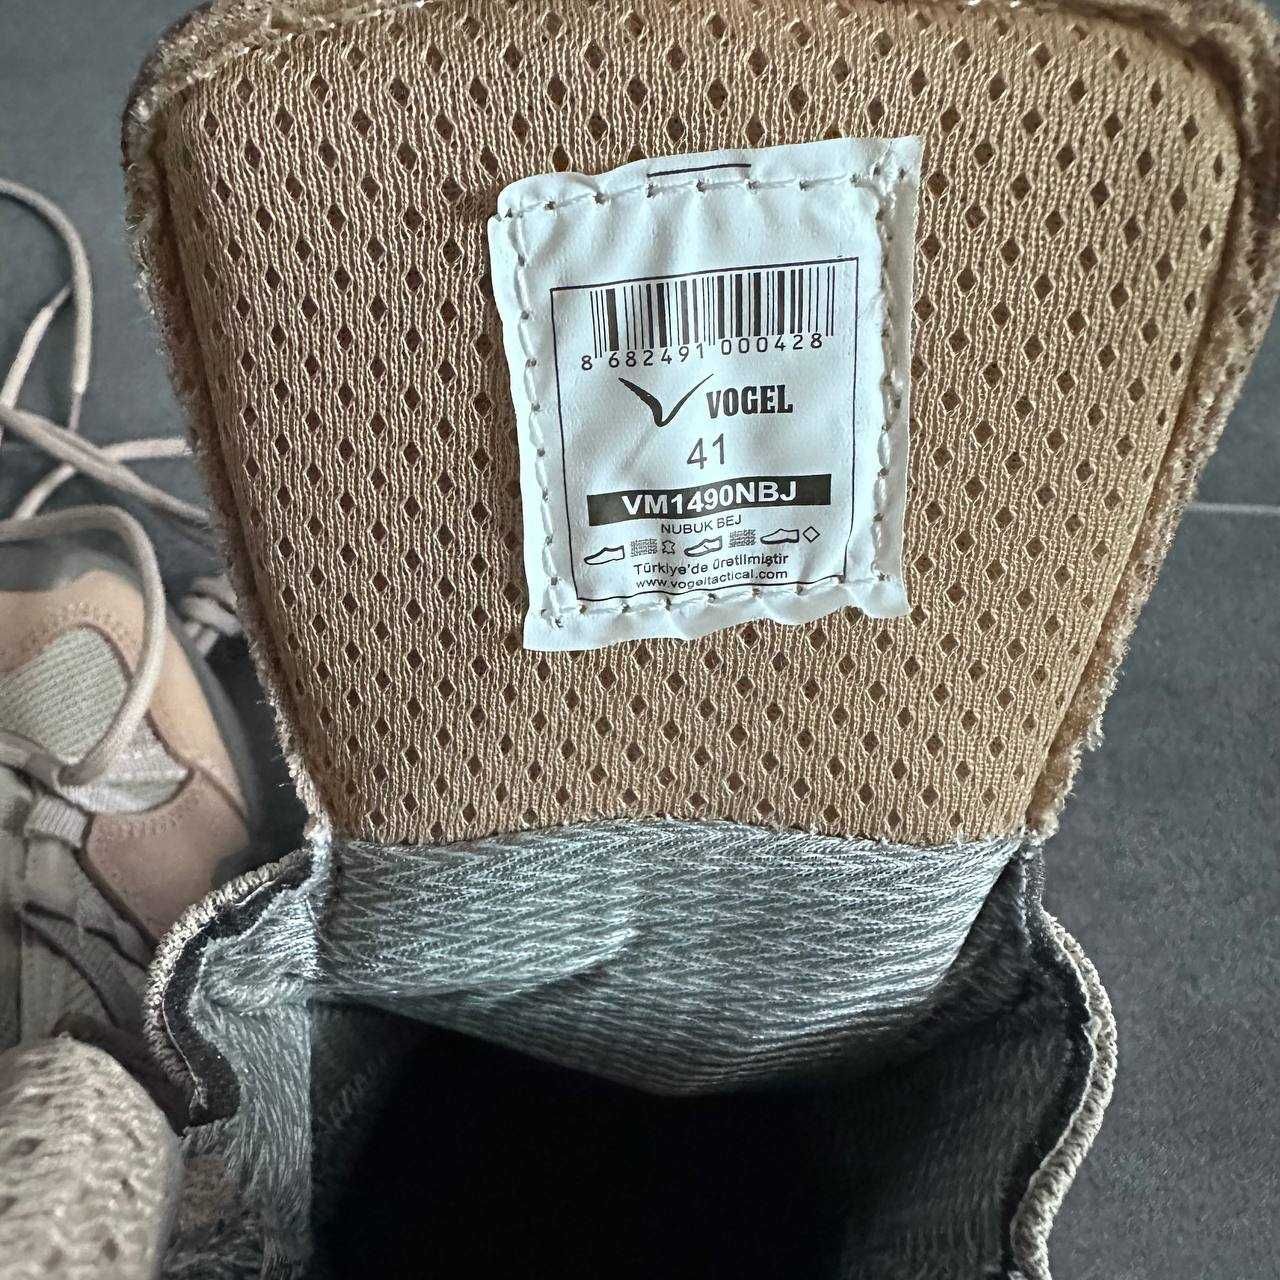 8 682491 000428
VOGEL
41
VM1490NBJ
NUBUK BEJ
Türkiye'de üretilmiştir
www.vogeltactical.com